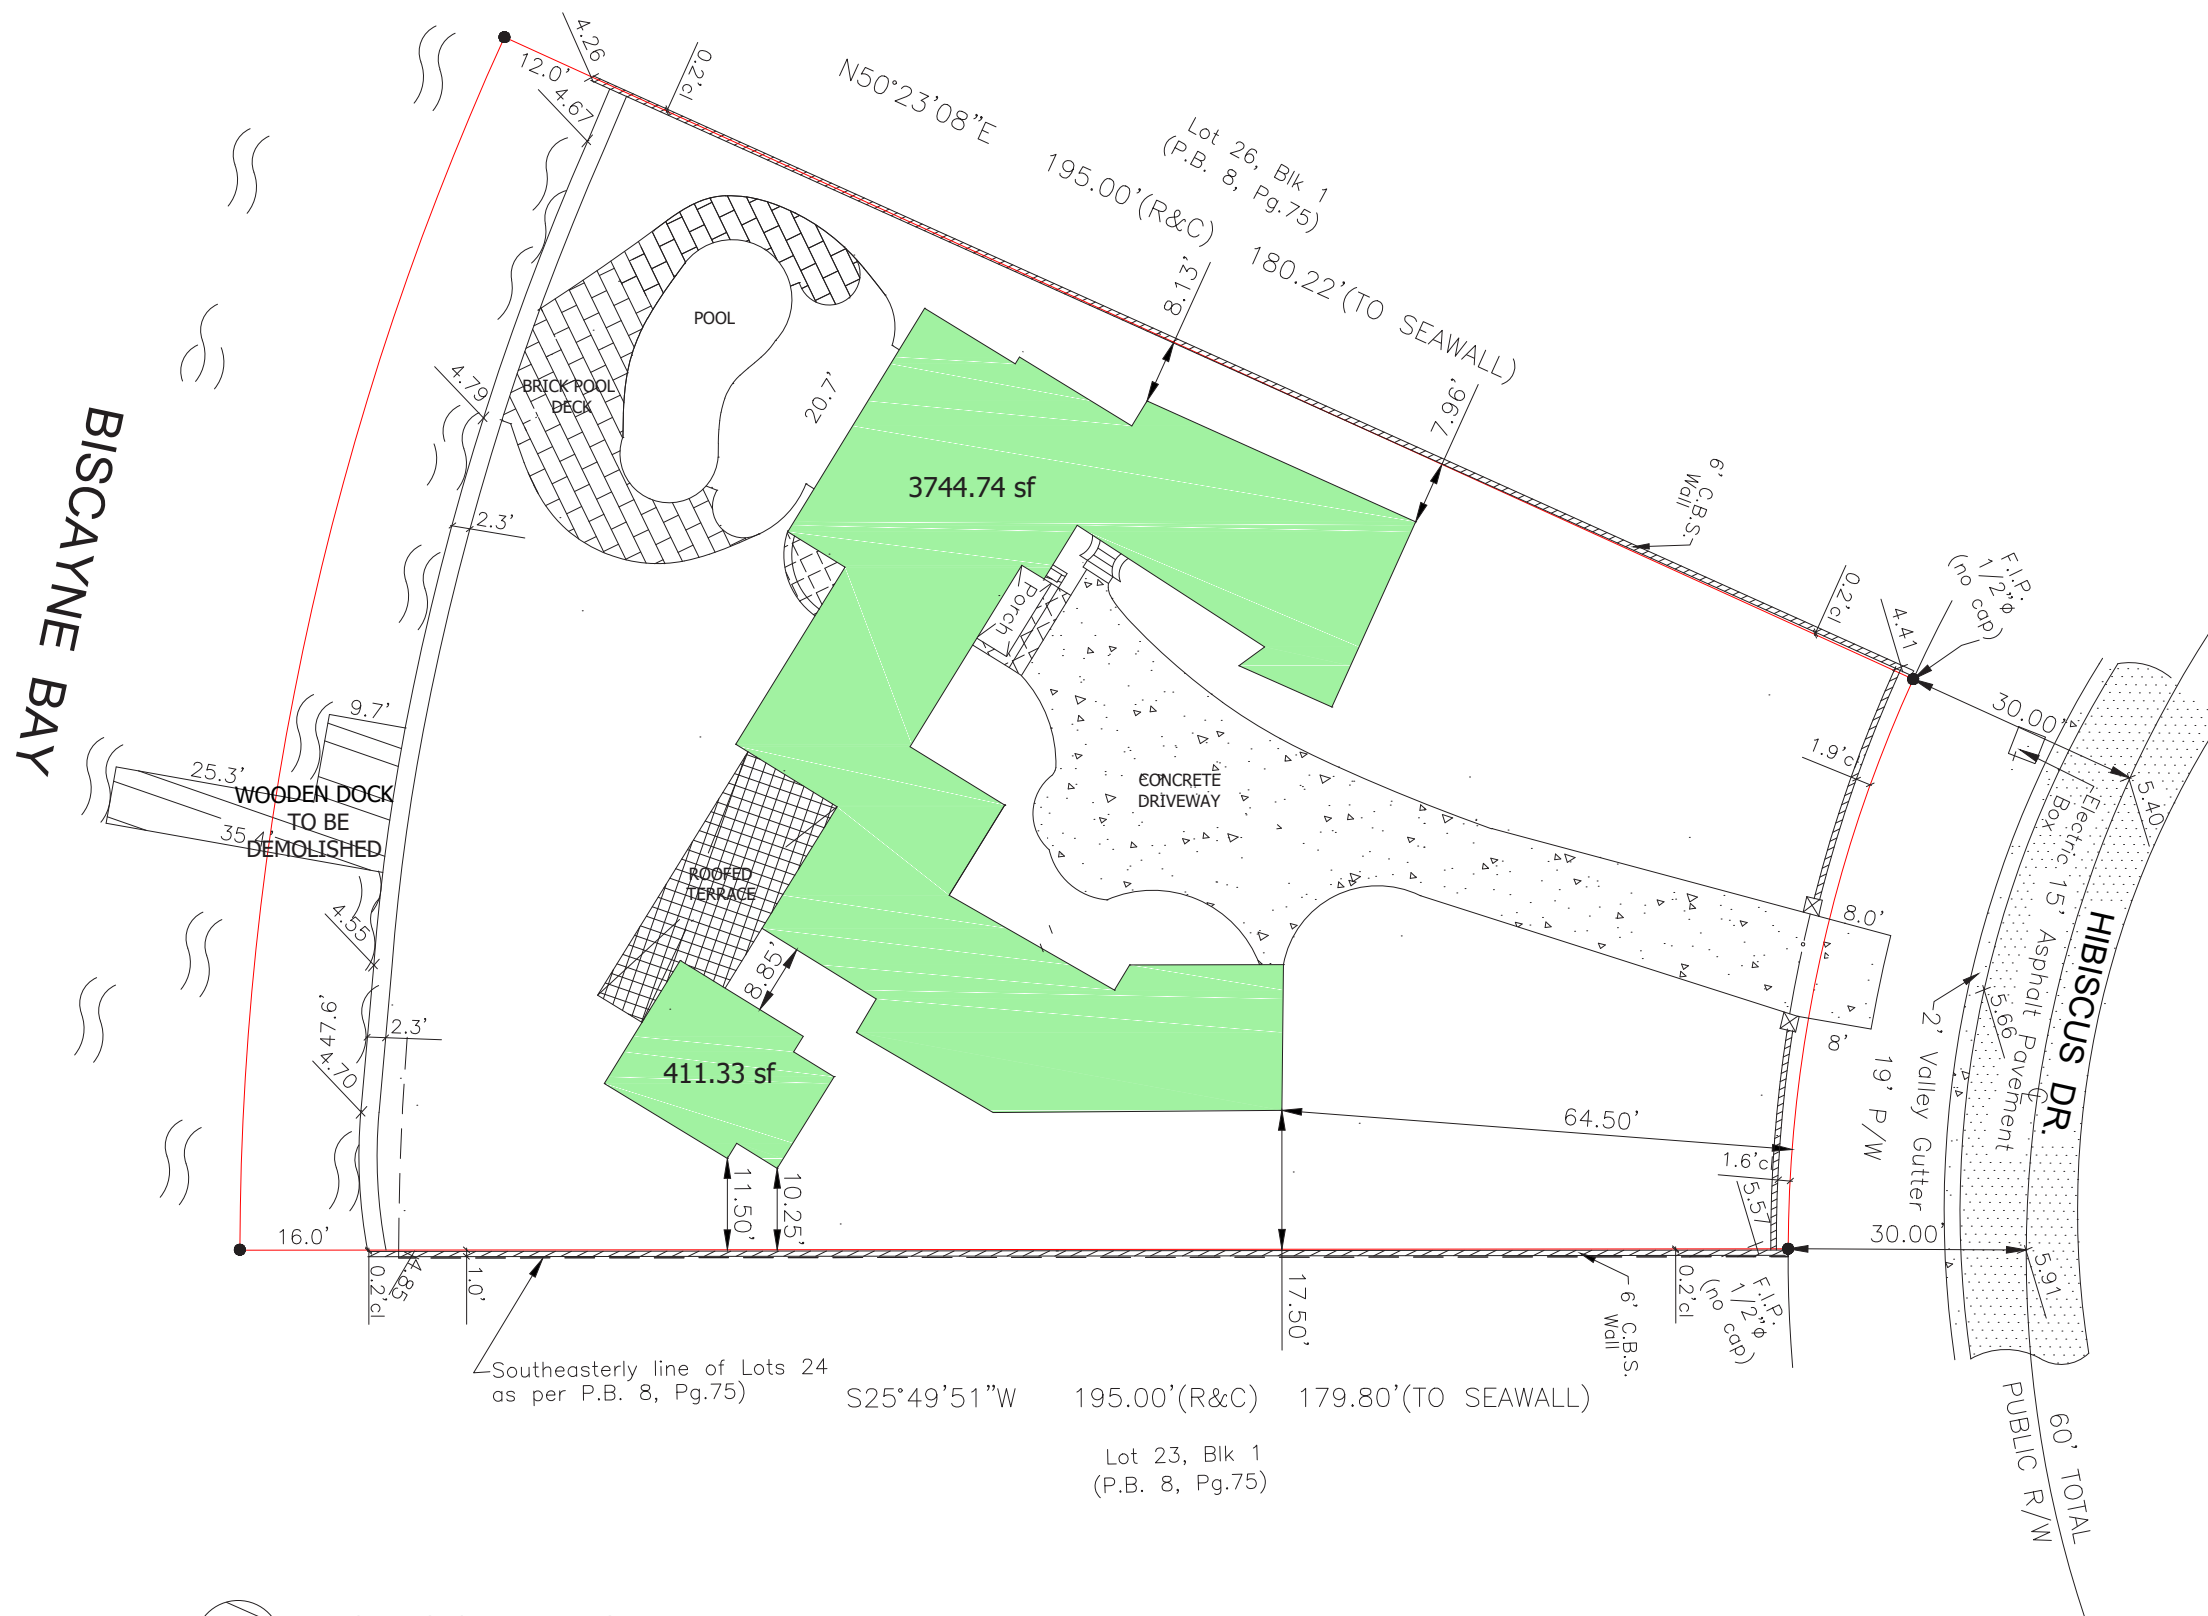 4.26
12.0'
4.67
0.2'cl
N50°23'08"E
195.00'(R&C)
180.22'(TO SEAWALL)
Lot 26, Blk 1
(P.B. 8, Pg.75)
8.13'
7.96'
6' C.B.S.
Wall
0.2'cl
4.41
F.I.P.
1/2"ø
(no cap)
POOL
BRICK POOL
DECK
20.7'
4.79
2.3'
3744.74 sf
Porch
BISCAYNE BAY
9.7'
25.3'
35.4'
WOODEN DOCK
TO BE
DEMOLISHED
4.55
47.6'
4.70
2.3'
ROOFED
TERRACE
8.85'
411.33 sf
CONCRETE
DRIVEWAY
30.00'
1.9'cl
5.40
Electric
Box
15' Asphalt Pavement
HIBISCUS DR.
8.0'
8'
5.66
2' Valley Gutter
19' P/W
℄
64.50'
1.6'cl
5.57
30.00'
5.91
16.0'
11.50'
10.25'
17.50'
0.2'cl
4.85
1.0'
Southeasterly line of Lots 24
as per P.B. 8, Pg.75)
S25°49'51"W 195.00'(R&C) 179.80'(TO SEAWALL)
Lot 23, Blk 1
(P.B. 8, Pg.75)
6' C.B.S.
Wall
0.2'cl
F.I.P.
1/2"ø
(no cap)
60' TOTAL
PUBLIC R/W